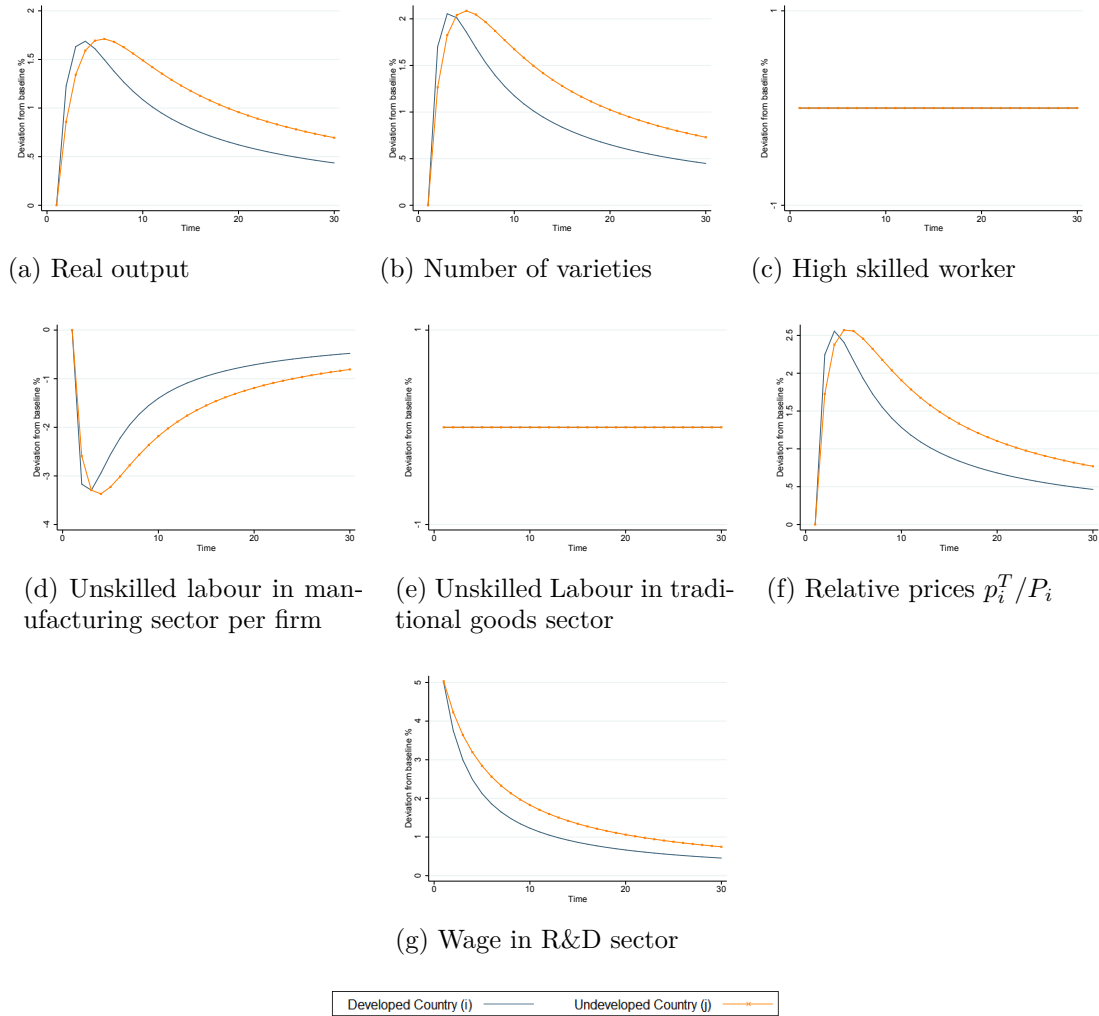 Deviation from baseline %
0 .5 1 1.5 2
0 10 20 30
Time
(a) Real output
Deviation from baseline %
0 .5 1 1.5 2
0 10 20 30
Time
(b) Number of varieties
Deviation from baseline %
-1 1
0 10 20 30
Time
(c) High skilled worker
Deviation from baseline %
-4 -3 -2 -1 0
0 10 20 30
Time
(d) Unskilled labour in man-
ufacturing sector per firm
Deviation from baseline %
-1 1
0 10 20 30
Time
(e) Unskilled Labour in tradi-
tional goods sector
Deviation from baseline %
0 .5 1 1.5 2 2.5
0 10 20 30
Time
(f) Relative prices p_i^T/P_i
Deviation from baseline %
0 1 2 3 4 5
0 10 20 30
Time
(g) Wage in R&D sector
Developed Country (i) Undeveloped Country (j)